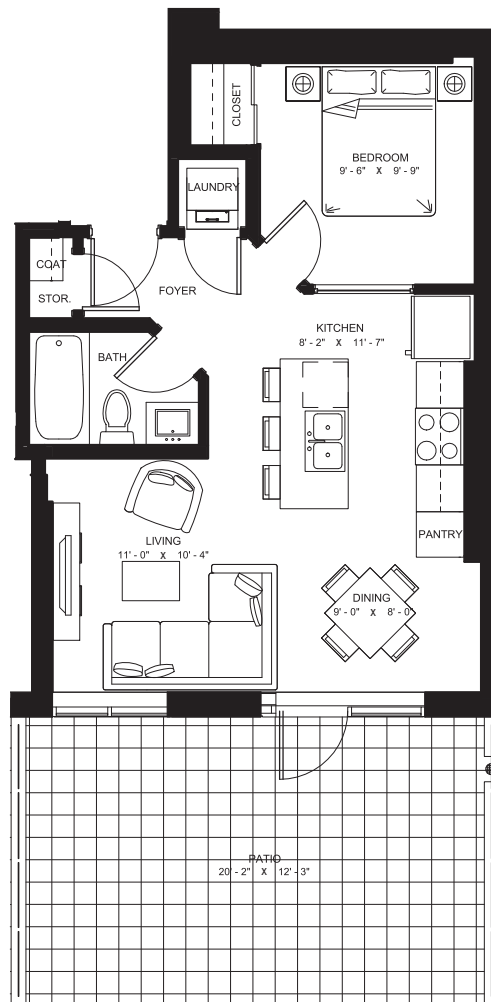 CLOSET
BEDROOM
9' - 6" X 9' - 9"
LAUNDRY
COAT
STOR.
FOYER
KITCHEN
8' - 2" X 11' - 7"
BATH
PANTRY
LIVING
11' - 0" X 10' - 4"
DINING
9' - 0" X 8' - 0"
PATIO
20' - 2" X 12' - 3"